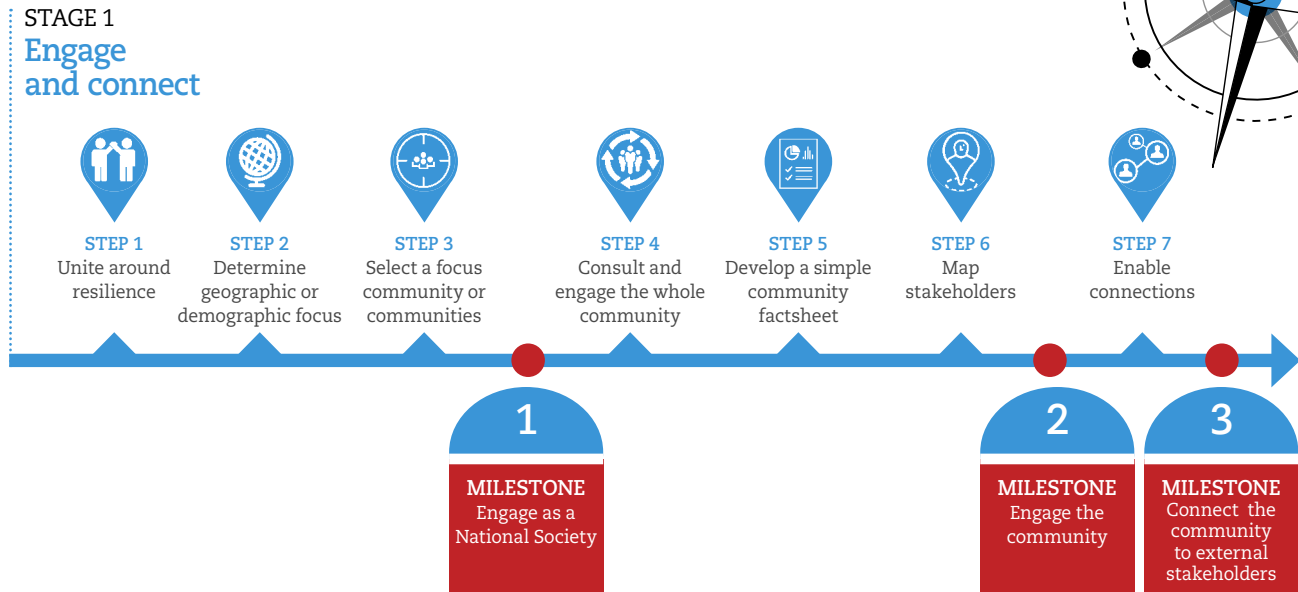 STAGE 1
Engage
and connect
STEP 1
Unite around
resilience
STEP 2
Determine
geographic or
demographic focus
STEP 3
Select a focus
community or
communities
STEP 4
Consult and
engage the whole
community
STEP 5
Develop a simple
community
factsheet
STEP 6
Map
stakeholders
STEP 7
Enable
connections
1
MILESTONE
Engage as a
National Society
2
MILESTONE
Engage the
community
3
MILESTONE
Connect the
community
to external
stakeholders